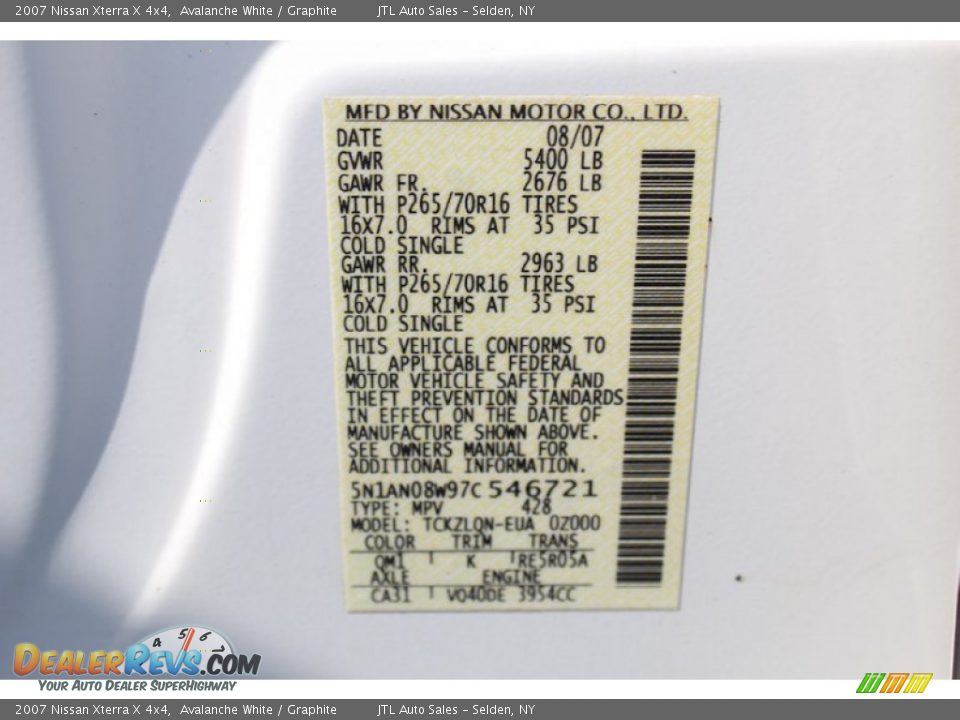 2007 Nissan Xterra X 4x4, Avalanche White / Graphite JTL Auto Sales - Selden, NY
MFD BY NISSAN MOTOR CO., LTD.
DATE 08/07
GVWR 5400 LB
GAWR FR. 2676 LB
WITH P265/70R16 TIRES
16X7.0 RIMS AT 35 PSI
COLD SINGLE
GAWR RR. 2963 LB
WITH P265/70R16 TIRES
16X7.0 RIMS AT 35 PSI
COLD SINGLE
THIS VEHICLE CONFORMS TO
ALL APPLICABLE FEDERAL
MOTOR VEHICLE SAFETY AND
THEFT PREVENTION STANDARDS
IN EFFECT ON THE DATE OF
MANUFACTURE SHOWN ABOVE.
SEE OWNERS MANUAL FOR
ADDITIONAL INFORMATION.
5N1AN08W97C546721
TYPE: MPV 428
MODEL: TCKZLQN-EUA 0Z000
COLOR TRIM TRANS
QM1 K RE5R05A
AXLE ENGINE
CA31 VQ40DE 3954CC
4 5 6 7
DEALERREVS.COM
YOUR AUTO DEALER SUPERHIGHWAY
2007 Nissan Xterra X 4x4, Avalanche White / Graphite JTL Auto Sales - Selden, NY